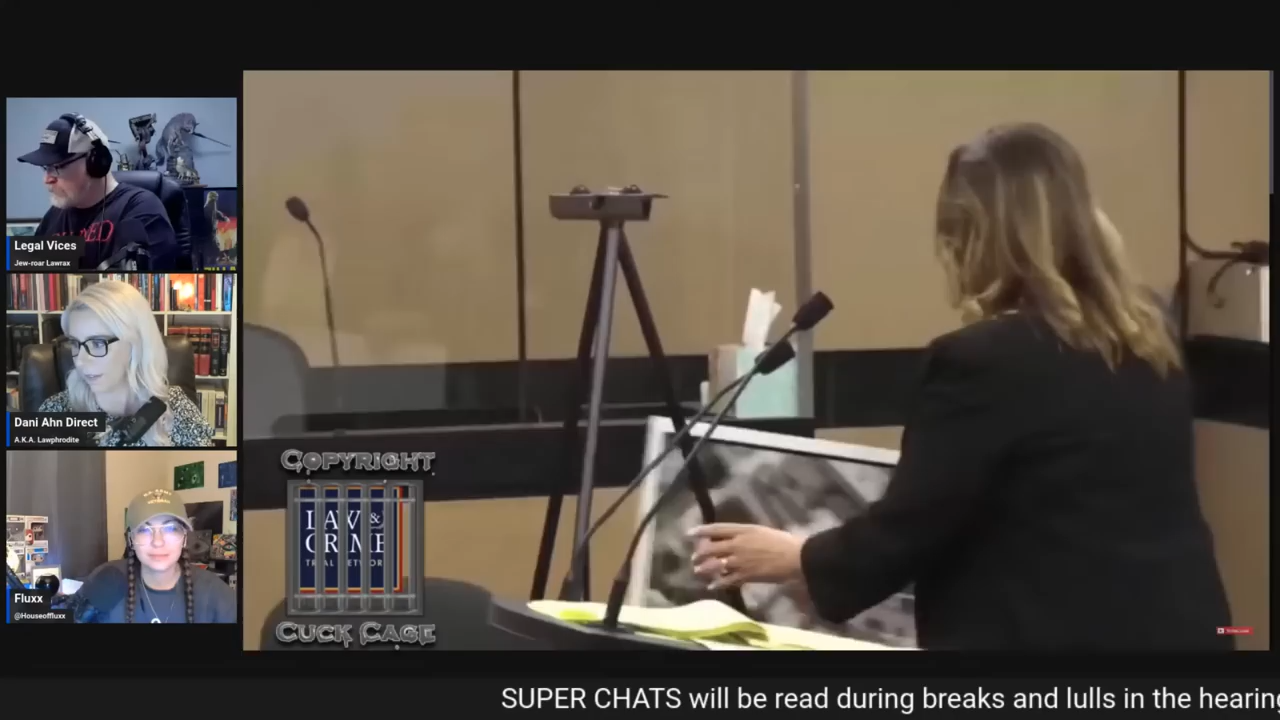 Legal Vices
Jew-roar Lawrax
Dani Ahn Direct
A.K.A. Lawphrodite
Fluxx
@Houseoffluxx
COPYRIGHT
LAW &
CRIME
CUCK CAGE
SUPER CHATS will be read during breaks and lulls in the hearing